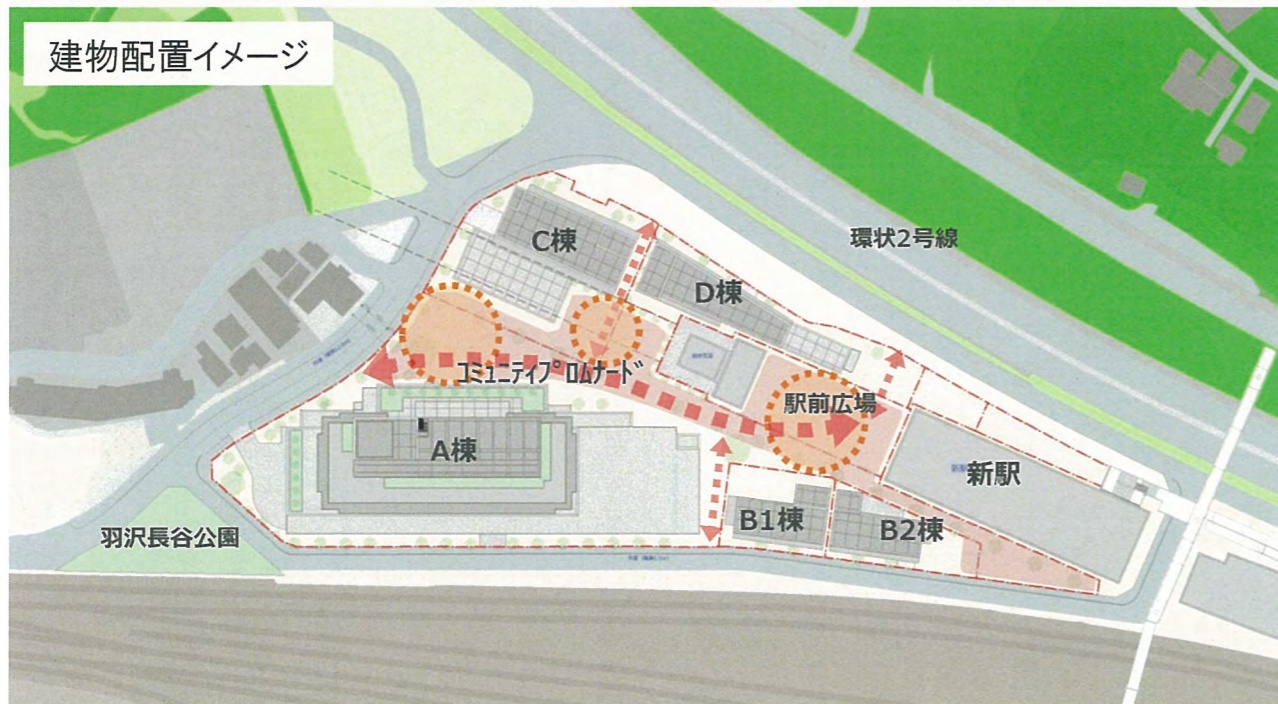 建物配置イメージ
環状2号線
C棟
D棟
コミュニティプロムナード
駅前広場
A棟
新駅
B1棟
B2棟
羽沢長谷公園